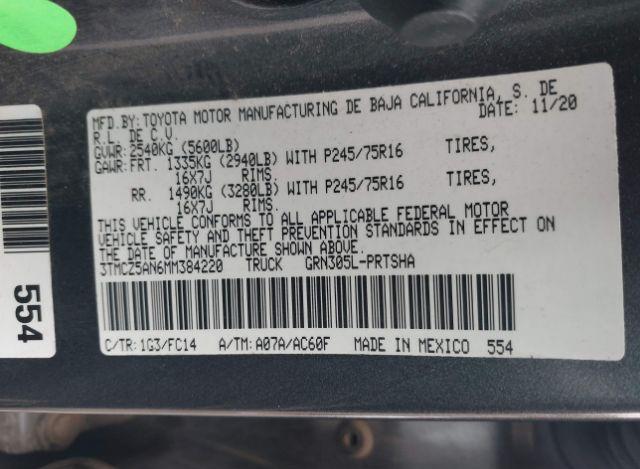 MFD.BY: TOYOTA MOTOR MANUFACTURING DE BAJA CALIFORNIA, S. DE
R.L. DE C.V. DATE: 11/20
GVWR: 2540KG (5600LB)
GAWR: FRT. 1335KG (2940LB) WITH P245/75R16 TIRES,
16X7J RIMS.
RR. 1490KG (3280LB) WITH P245/75R16 TIRES,
16X7J RIMS.
THIS VEHICLE CONFORMS TO ALL APPLICABLE FEDERAL MOTOR
VEHICLE SAFETY AND THEFT PREVENTION STANDARDS IN EFFECT ON
THE DATE OF MANUFACTURE SHOWN ABOVE.
3TMCZ5AN6MM384220 TRUCK GRN305L-PRTSHA
C/TR: 1G3/FC14 A/TM: A07A/AC60F MADE IN MEXICO 554
554